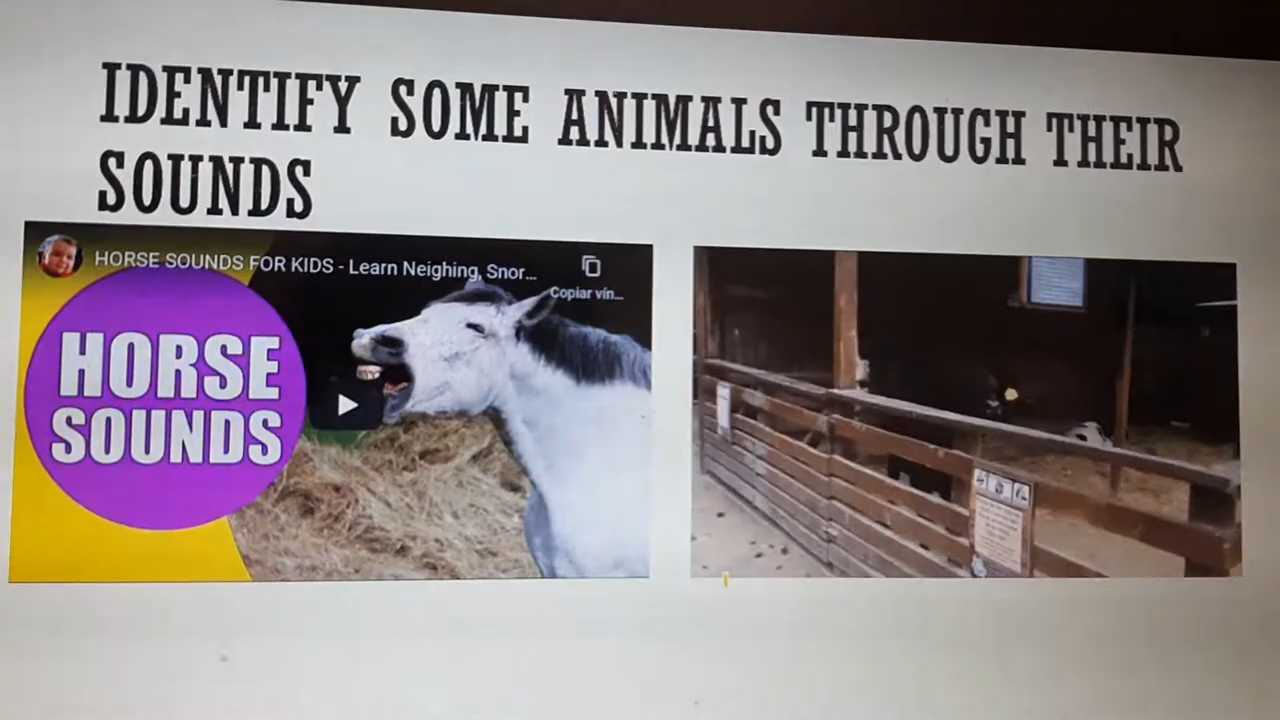 IDENTIFY SOME ANIMALS THROUGH THEIR
SOUNDS
HORSE SOUNDS FOR KIDS - Learn Neighing, Snor...
Copiar vín...
HORSE
SOUNDS